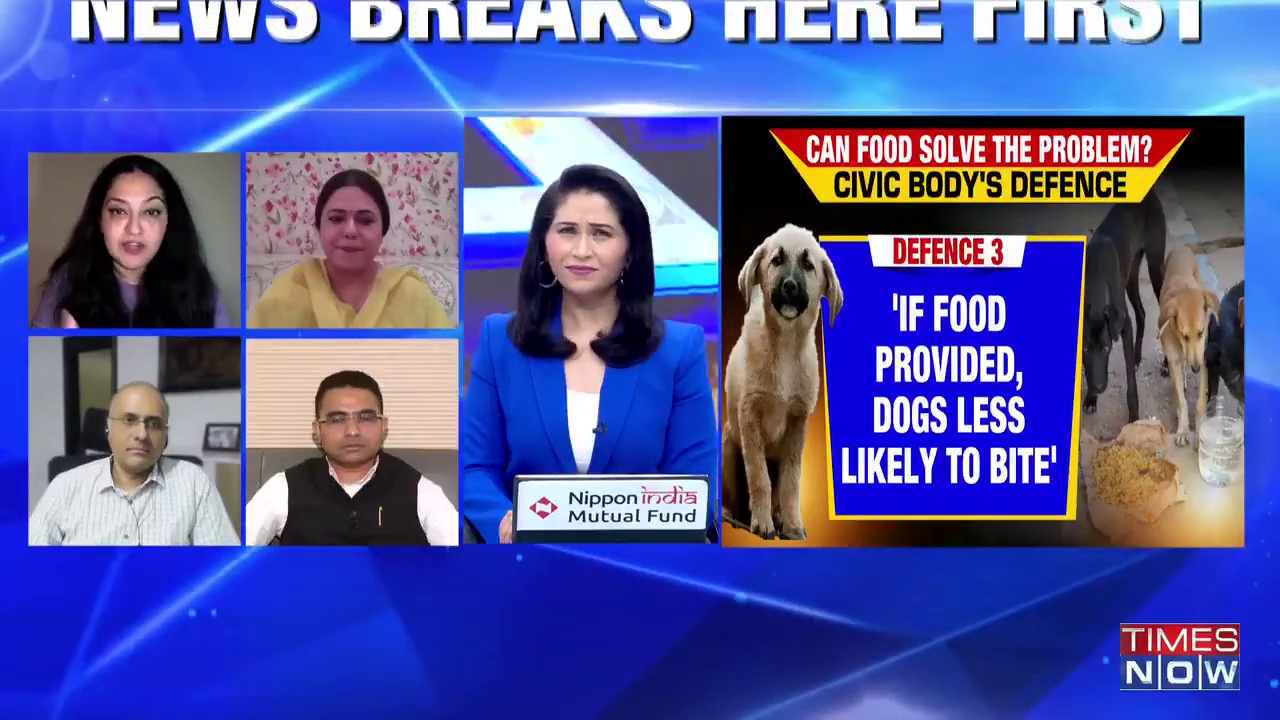 NEWS BREAKS HERE FIRST
CAN FOOD SOLVE THE PROBLEM?
CIVIC BODY'S DEFENCE
DEFENCE 3
'IF FOOD
PROVIDED,
DOGS LESS
LIKELY TO BITE'
Nippon india
Mutual Fund
TIMES
NOW